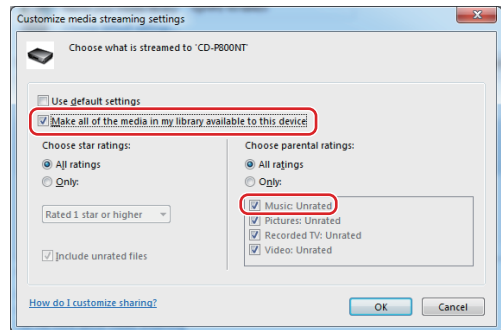 Customize media streaming settings
Choose what is streamed to 'CD-P800NT'
Use default settings
Make all of the media in my library available to this device
Choose star ratings:
All ratings
Only:
Rated 1 star or higher
Include unrated files
Choose parental ratings:
All ratings
Only:
Music: Unrated
Pictures: Unrated
Recorded TV: Unrated
Video: Unrated
How do I customize sharing?
OK
Cancel